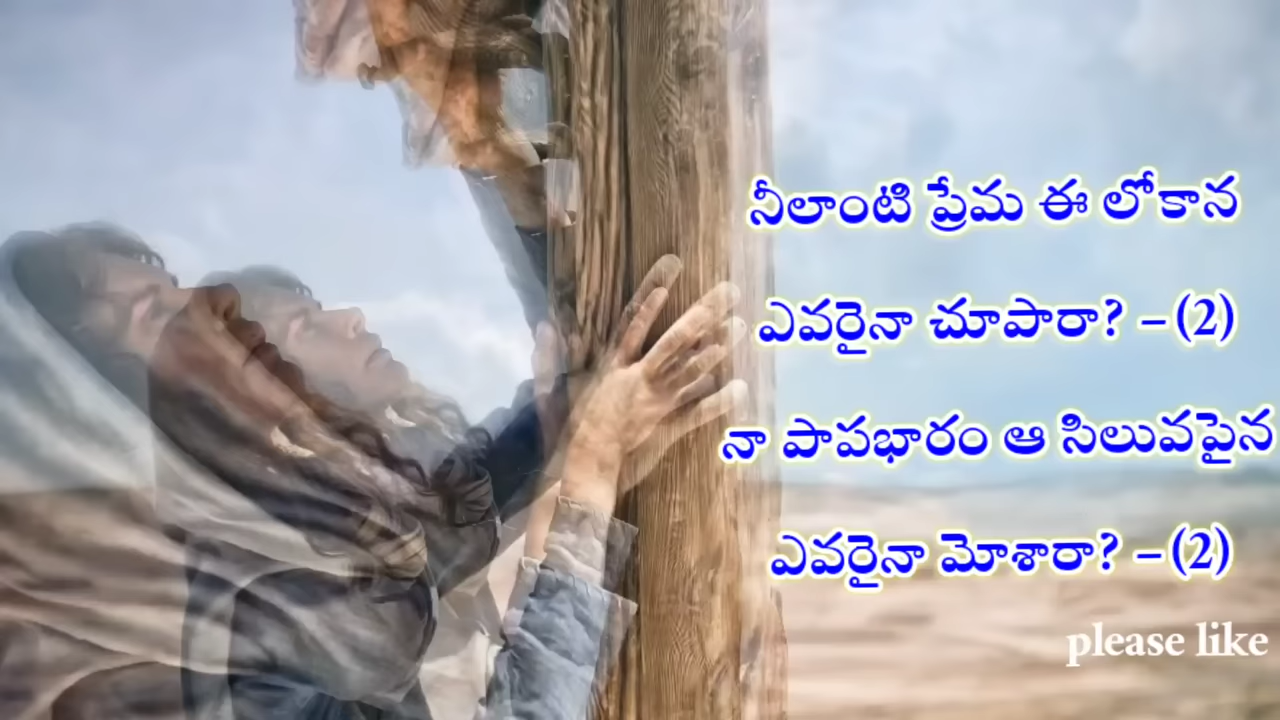 నీలాంటి ప్రేమ ఈ లోకాన
ఎవరైనా చూపారా? – (2)
నా పాపభారం ఆ సిలువపైన
ఎవరైనా మోశారా? – (2)
please like